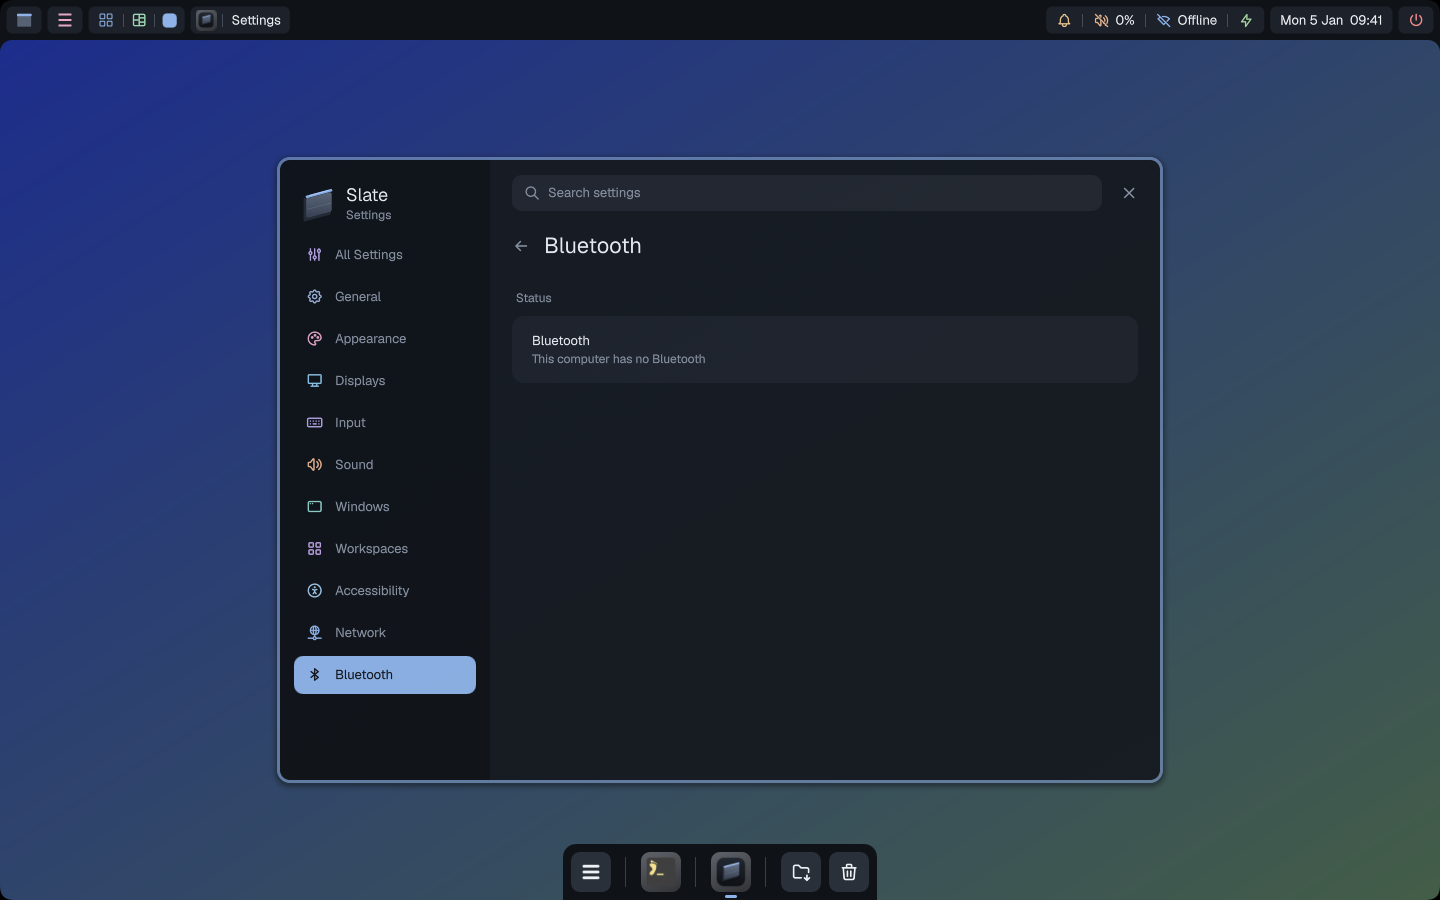 Settings
0%
Offline
Mon 5 Jan 09:41
Slate
Settings
All Settings
General
Appearance
Displays
Input
Sound
Windows
Workspaces
Accessibility
Network
Bluetooth
Search settings
Bluetooth
Status
Bluetooth
This computer has no Bluetooth